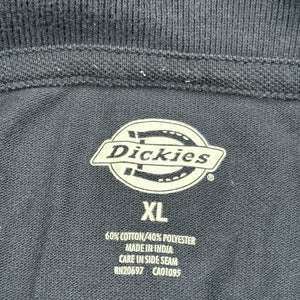 Dickies®
XL
60% COTTON/40% POLYESTER
MADE IN INDIA
CARE IN SIDE SEAM
RN20697 CA01095